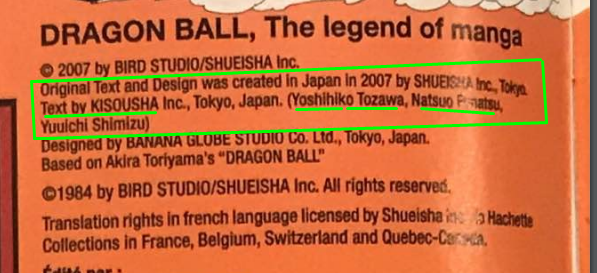 DRAGON BALL, The legend of manga
© 2007 by BIRD STUDIO/SHUEISHA Inc.
Original Text and Design was created in Japan in 2007 by SHUEISHA Inc., Tokyo.
Text by KISOUSHA Inc., Tokyo, Japan. (Yoshihiko Tozawa, Natsuo
Yuuichi Shimizu)
Designed by BANANA GLOBE STUDIO Co. Ltd., Tokyo, Japan.
Based on Akira Toriyama's "DRAGON BALL"
©1984 by BIRD STUDIO/SHUEISHA Inc. All rights reserved.
Translation rights in french language licensed by Shueisha Hachette
Collections in France, Belgium, Switzerland and Quebec-Canada.
Édité par :